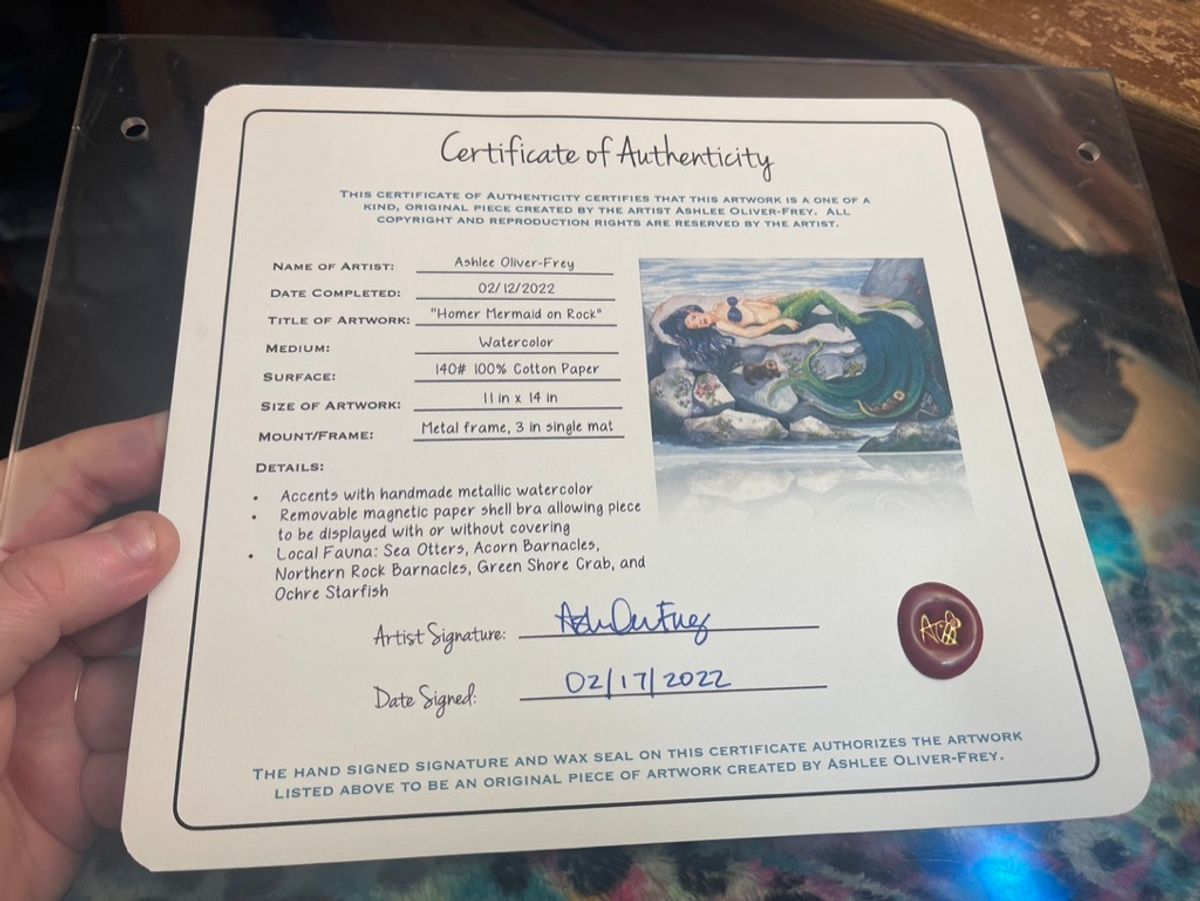 Certificate of Authenticity
THIS CERTIFICATE OF AUTHENTICITY CERTIFIES THAT THIS ARTWORK IS A ONE OF A
KIND, ORIGINAL PIECE CREATED BY THE ARTIST ASHLEE OLIVER-FREY. ALL
COPYRIGHT AND REPRODUCTION RIGHTS ARE RESERVED BY THE ARTIST.
NAME OF ARTIST: Ashlee Oliver-Frey
DATE COMPLETED: 02/12/2022
TITLE OF ARTWORK: "Homer Mermaid on Rock"
MEDIUM: Watercolor
SURFACE: 140# 100% Cotton Paper
SIZE OF ARTWORK: 11 in x 14 in
MOUNT/FRAME: Metal frame, 3 in single mat
DETAILS:
• Accents with handmade metallic watercolor
• Removable magnetic paper shell bra allowing piece
to be displayed with or without covering
• Local Fauna: Sea Otters, Acorn Barnacles,
Northern Rock Barnacles, Green Shore Crab, and
Ochre Starfish
Artist Signature:
Date Signed: 02/17/2022
THE HAND SIGNED SIGNATURE AND WAX SEAL ON THIS CERTIFICATE AUTHORIZES THE ARTWORK
LISTED ABOVE TO BE AN ORIGINAL PIECE OF ARTWORK CREATED BY ASHLEE OLIVER-FREY.